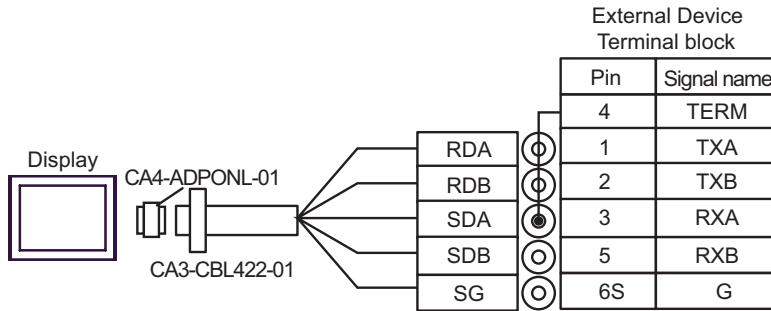 External Device
Terminal block
Pin Signal name
4 TERM
Display
CA4-ADPONL-01
RDA 1 TXA
RDB 2 TXB
SDA 3 RXA
CA3-CBL422-01
SDB 5 RXB
SG 6S G